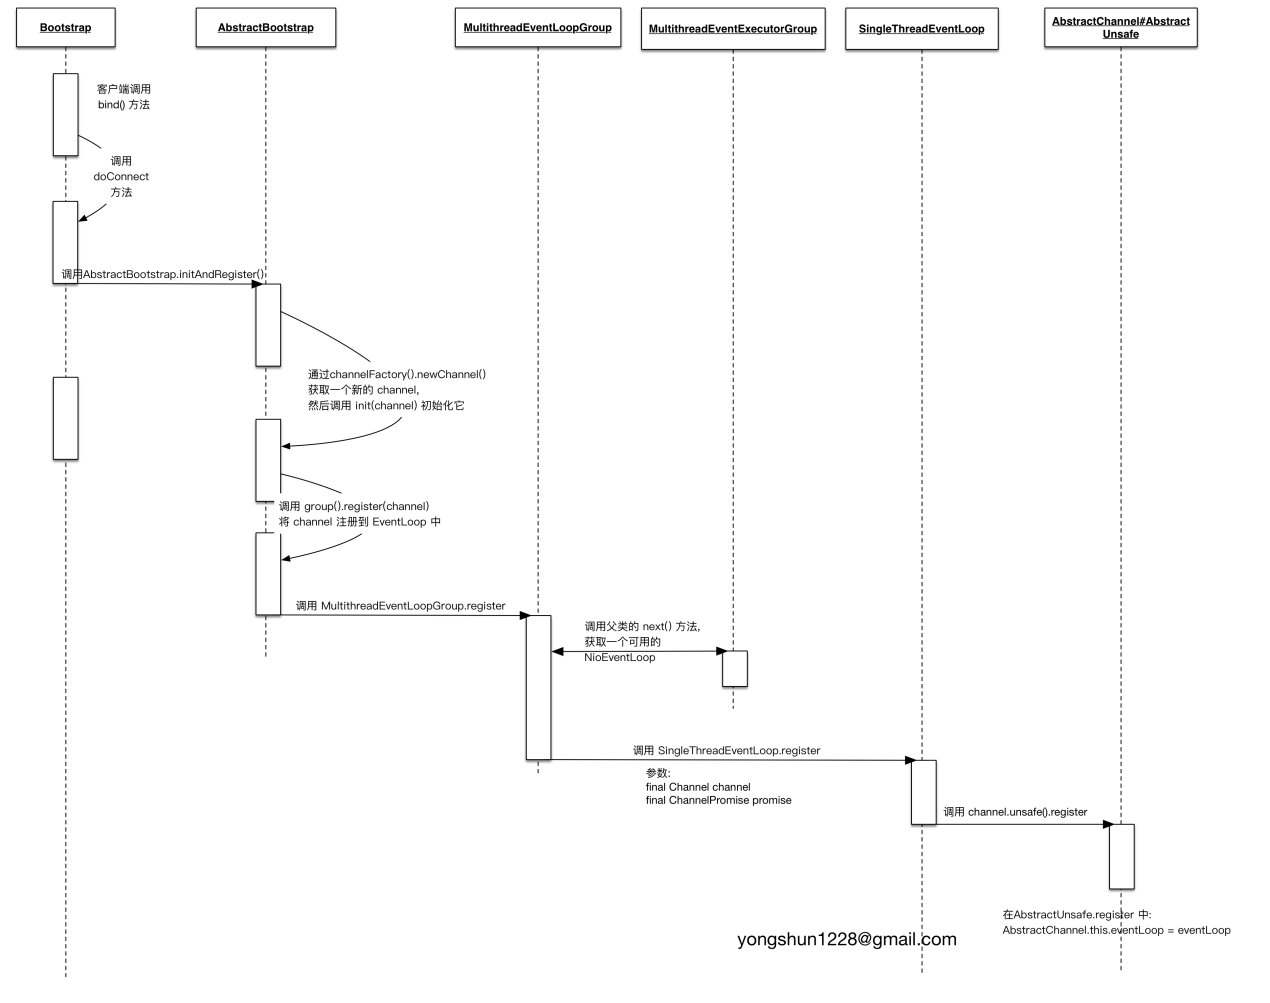 Bootstrap
AbstractBootstrap
MultithreadEventLoopGroup
MultithreadEventExecutorGroup
SingleThreadEventLoop
AbstractChannel#Abstract
Unsafe
客户端调用
bind() 方法
调用
doConnect
方法
调用AbstractBootstrap.initAndRegister()
通过channelFactory().newChannel()
获取一个新的 channel,
然后调用 init(channel) 初始化它
调用 group().register(channel)
将 channel 注册到 EventLoop 中
调用 MultithreadEventLoopGroup.register
调用父类的 next() 方法,
获取一个可用的
NioEventLoop
调用 SingleThreadEventLoop.register
参数:
final Channel channel
final ChannelPromise promise
调用 channel.unsafe().register
在AbstractUnsafe.register 中:
AbstractChannel.this.eventLoop = eventLoop
yongshun1228@gmail.com